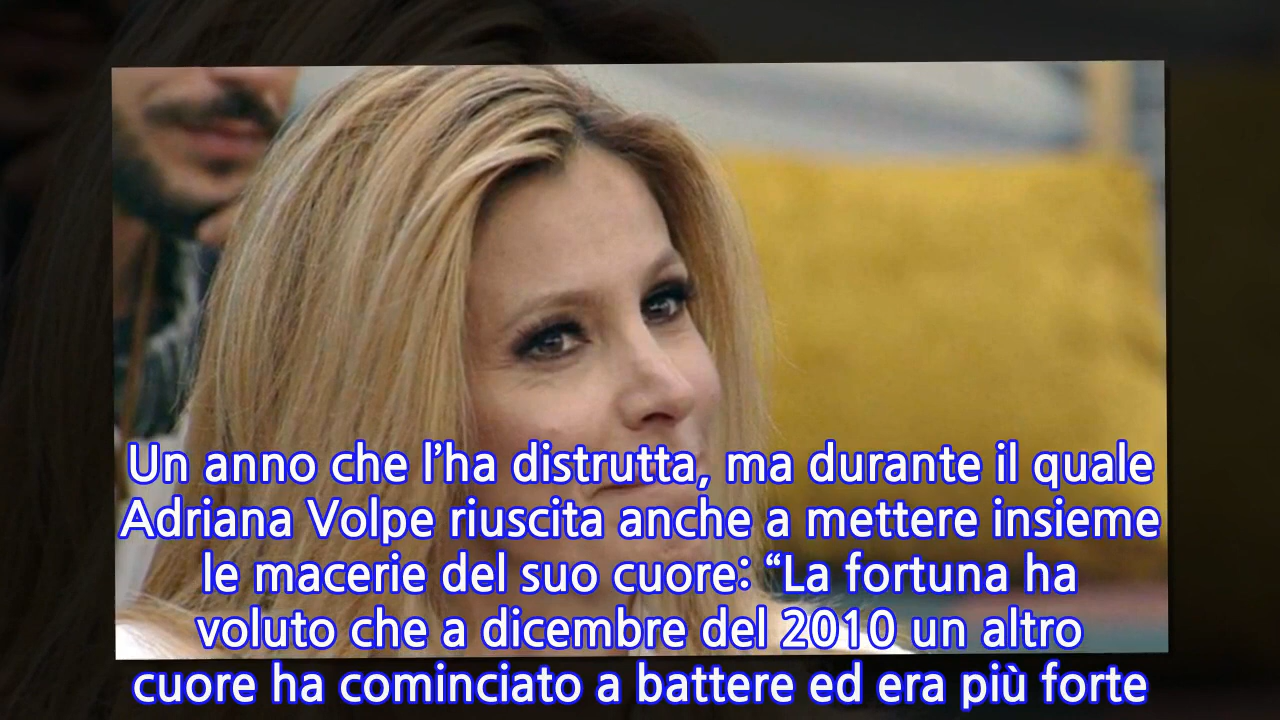 Un anno che l’ha distrutta, ma durante il quale
Adriana Volpe riuscita anche a mettere insieme
le macerie del suo cuore: “La fortuna ha
voluto che a dicembre del 2010 un altro
cuore ha cominciato a battere ed era più forte